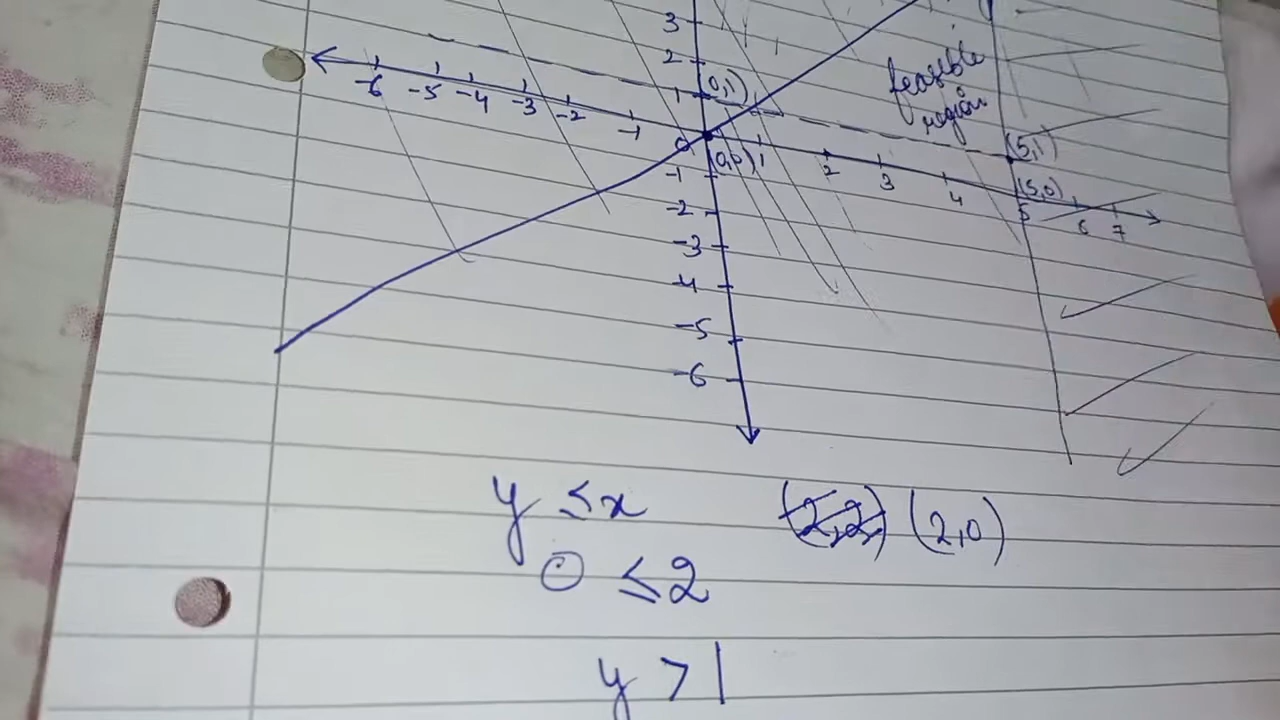 3
2
feasible
region
1 (0,1)
-6 -5 -4 -3 -2 -1 0 (0,0) 1 2 3 4 5 6 7
(5,1)
(5,0)
-1
-2
-3
-4
-5
-6
y ≤ x (2,2) (2,0)
0 ≤ 2
y > 1